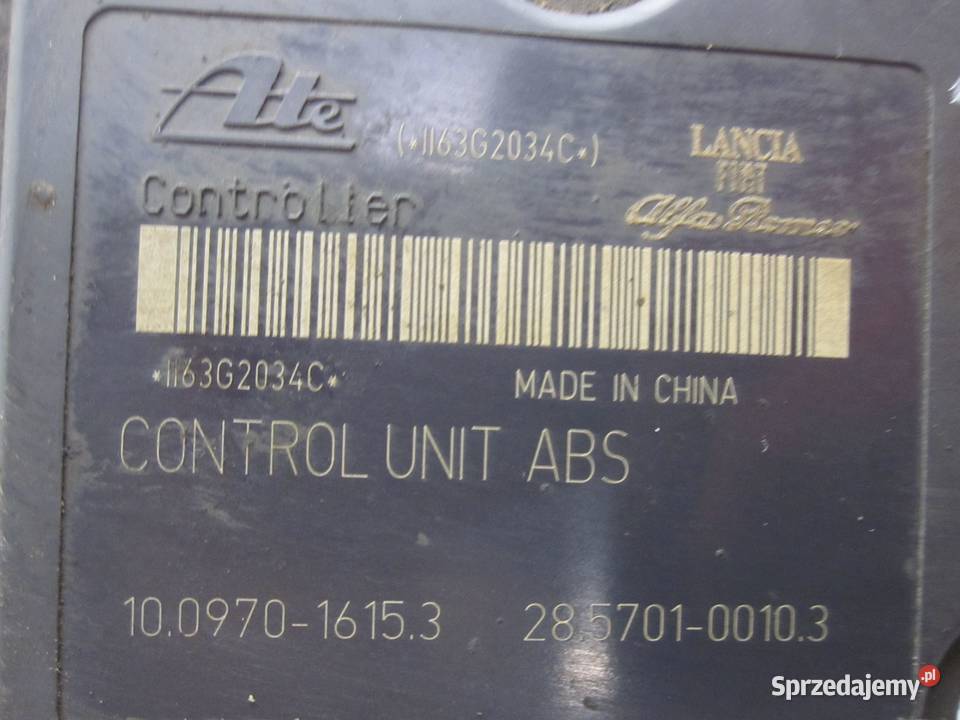 Ate
(*1163G2034C*)
LANCIA
FIAT
Alfa Romeo
Controller
*1163G2034C*
MADE IN CHINA
CONTROL UNIT ABS
10.0970-1615.3 28.5701-0010.3
Sprzedajemy.pl